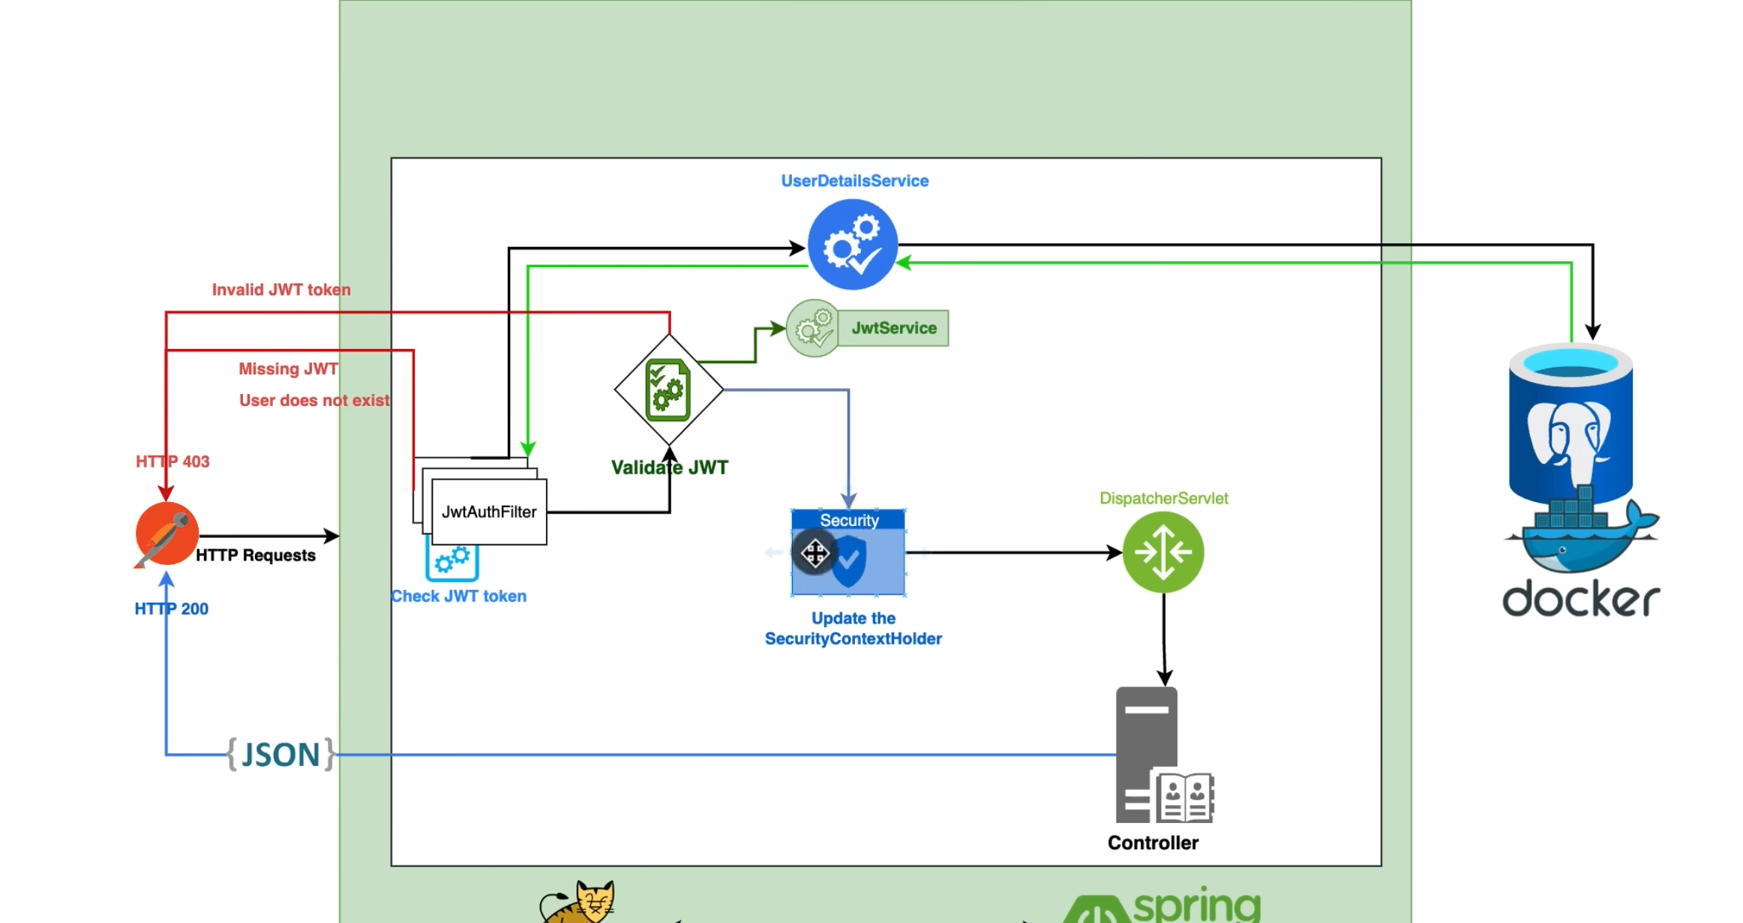 UserDetailsService
Invalid JWT token
JwtService
Missing JWT
User does not exist
HTTP 403
Validate JWT
JwtAuthFilter
Security
DispatcherServlet
HTTP Requests
Check JWT token
HTTP 200
Update the
SecurityContextHolder
docker
{JSON}
Controller
spring